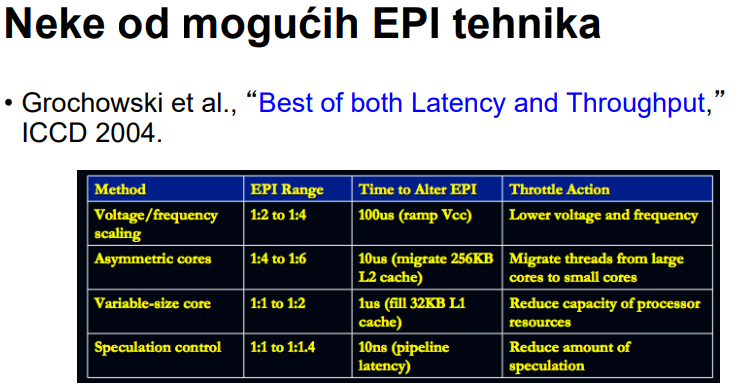 Neke od mogućih EPI tehnika
• Grochowski et al., “Best of both Latency and Throughput,”
ICCD 2004.
Method EPI Range Time to Alter EPI Throttle Action
Voltage/frequency scaling 1:2 to 1:4 100us (ramp Vcc) Lower voltage and frequency
Asymmetric cores 1:4 to 1:6 10us (migrate 256KB L2 cache) Migrate threads from large cores to small cores
Variable-size core 1:1 to 1:2 1us (fill 32KB L1 cache) Reduce capacity of processor resources
Speculation control 1:1 to 1:1.4 10ns (pipeline latency) Reduce amount of speculation